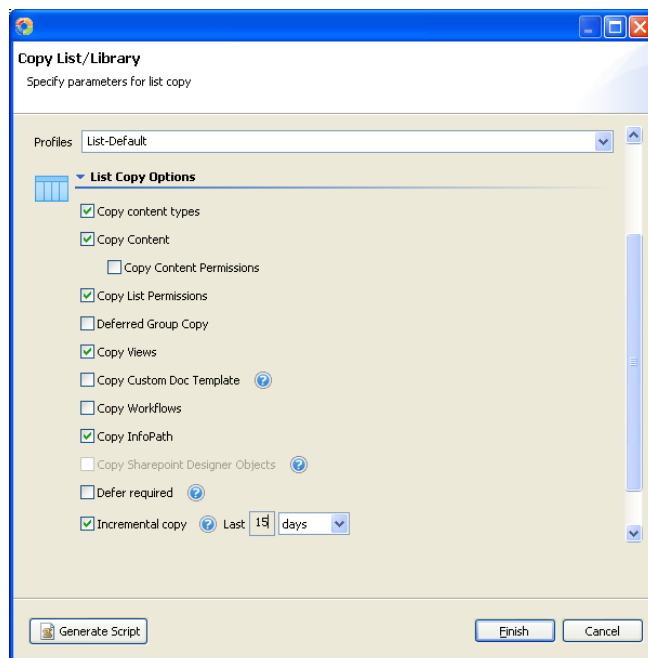 Copy List/Library
Specify parameters for list copy
Profiles List-Default
List Copy Options
Copy content types
Copy Content
Copy Content Permissions
Copy List Permissions
Deferred Group Copy
Copy Views
Copy Custom Doc Template ?
Copy Workflows
Copy InfoPath
Copy Sharepoint Designer Objects ?
Defer required ?
Incremental copy ? Last 15 days
Generate Script Finish Cancel